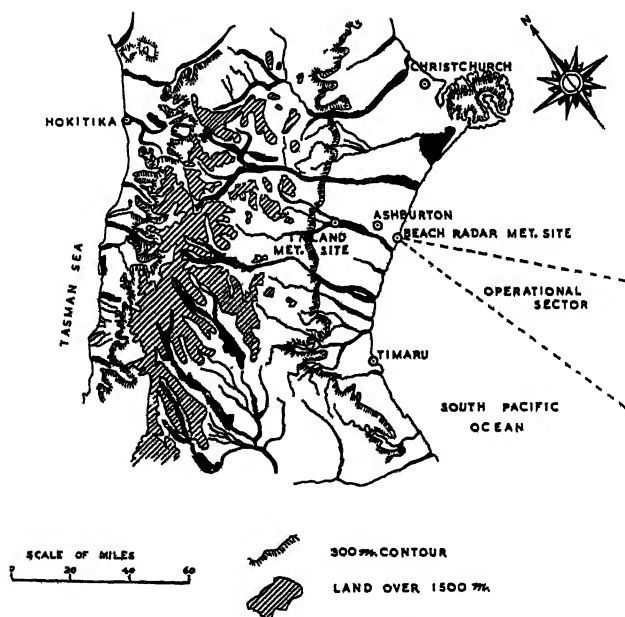 N
CHRISTCHURCH
HOKITIKA
ASHBURTON
INLAND
MET. SITE
BEACH RADAR MET. SITE
OPERATIONAL
SECTOR
TASMAN SEA
TIMARU
SOUTH PACIFIC
OCEAN
SCALE OF MILES
0 20 40 60
300 m. CONTOUR
LAND OVER 1500 m.